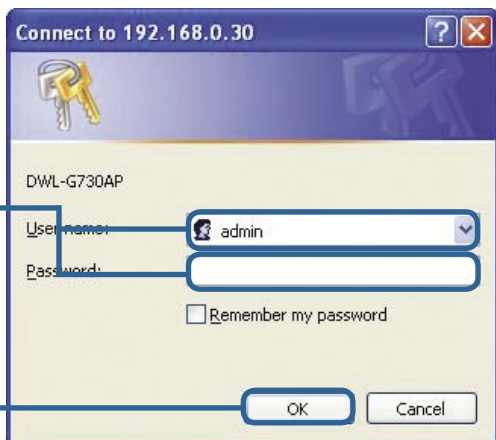 Connect to 192.168.0.30
DWL-G730AP
User name:
admin
Password:
Remember my password
OK
Cancel